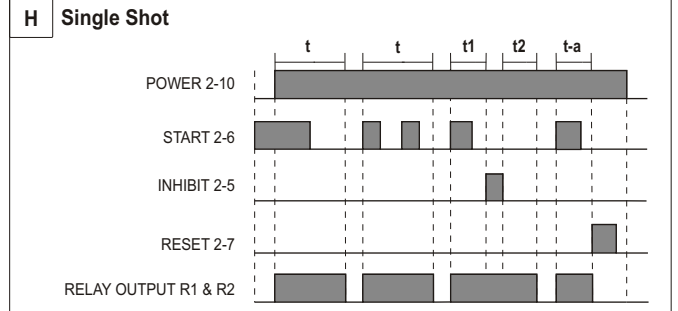 H Single Shot
t t t1 t2 t-a
POWER 2-10
START 2-6
INHIBIT 2-5
RESET 2-7
RELAY OUTPUT R1 & R2